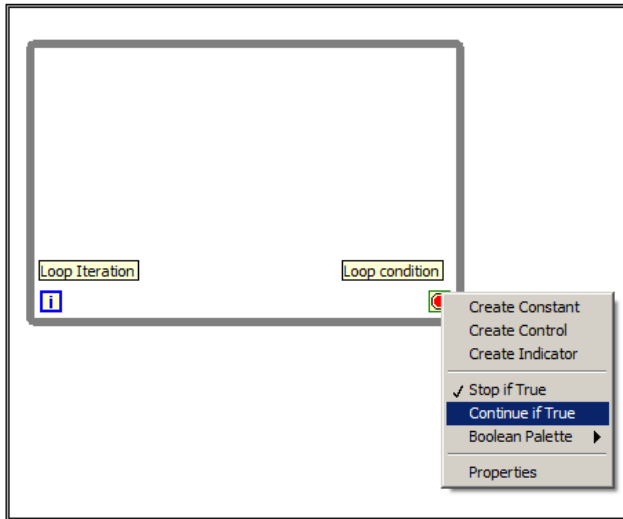 Loop Iteration
Loop condition
i
Create Constant
Create Control
Create Indicator
Stop if True
Continue if True
Boolean Palette
Properties